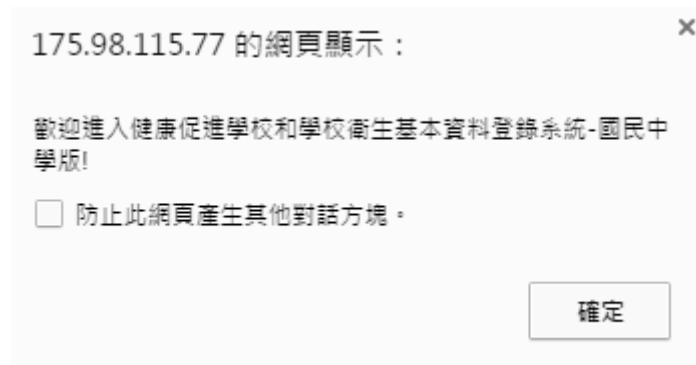 175.98.115.77 的網頁顯示：
歡迎進入健康促進學校和學校衛生基本資料登錄系統-國民中
學版!
防止此網頁產生其他對話方塊。
確定